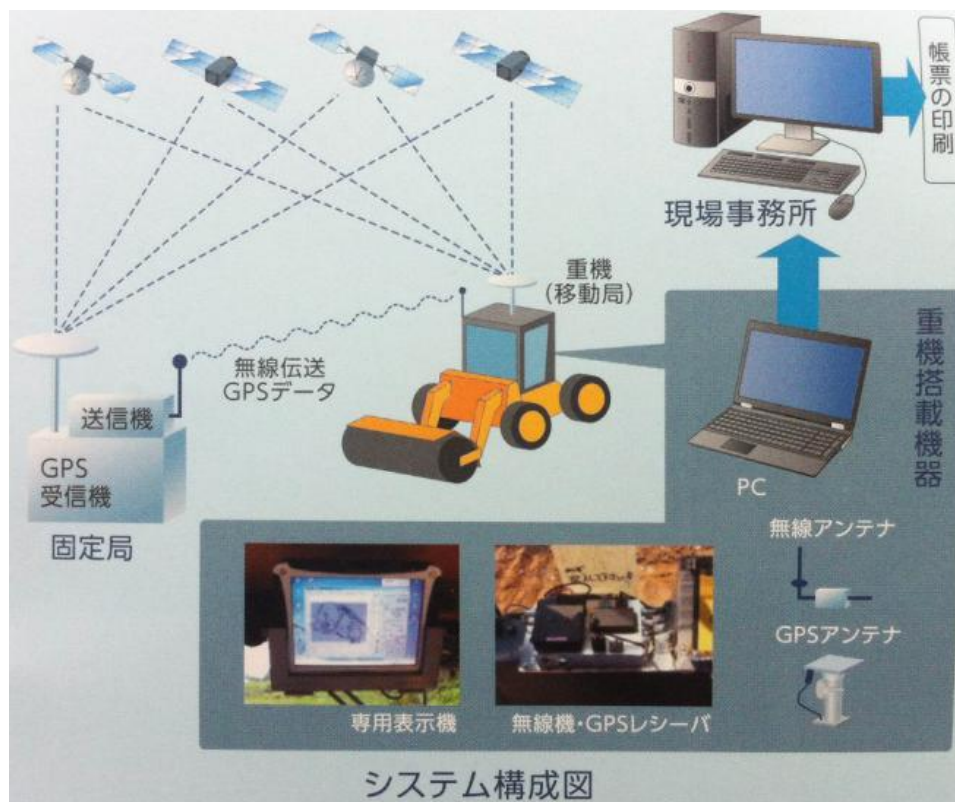 帳票の印刷
現場事務所
重機
(移動局)
無線伝送
GPSデータ
送信機
GPS
受信機
固定局
重機搭載機器
PC
無線アンテナ
GPSアンテナ
専用表示機
無線機・GPSレシーバ
システム構成図